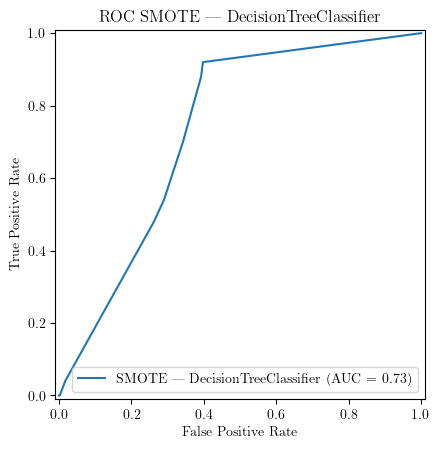 ROC SMOTE — DecisionTreeClassifier
1.0
0.8
0.6
0.4
0.2
0.0
True Positive Rate
SMOTE — DecisionTreeClassifier (AUC = 0.73)
0.0 0.2 0.4 0.6 0.8 1.0
False Positive Rate